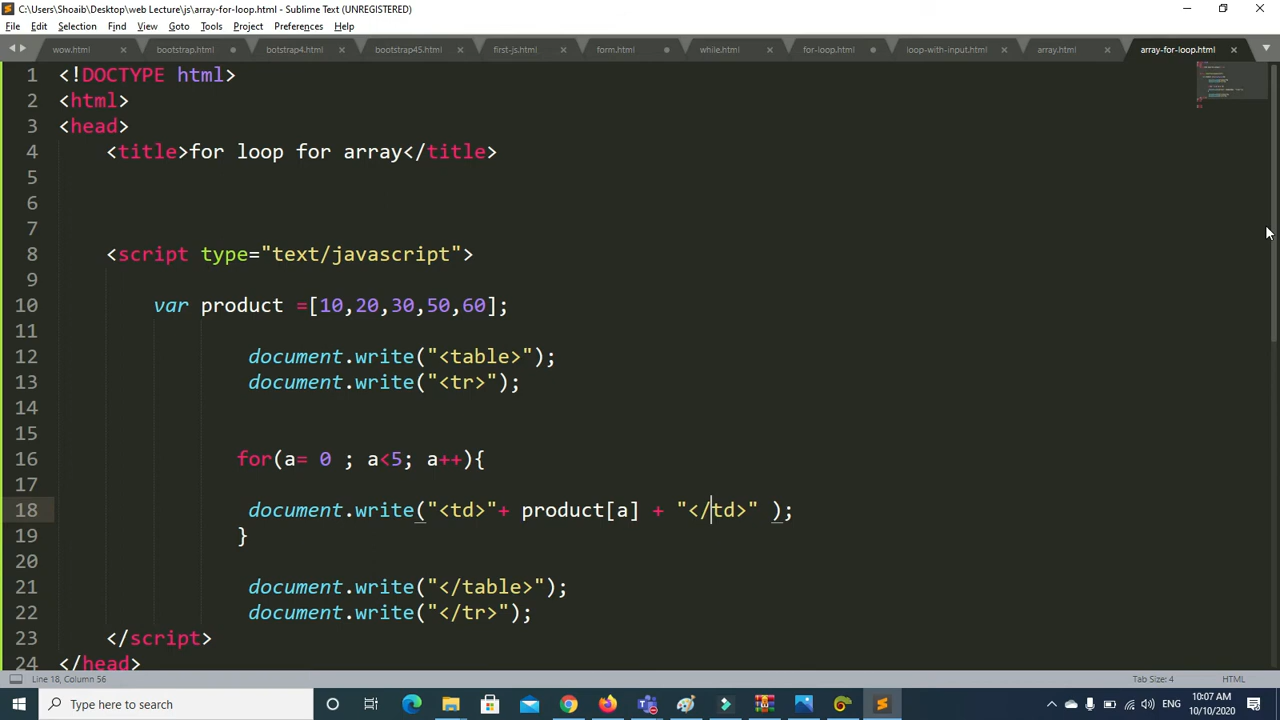 C:\Users\Shoaib\Desktop\web Lecture\js\array-for-loop.html - Sublime Text (UNREGISTERED)
File Edit Selection Find View Goto Tools Project Preferences Help
wow.html bootstrap.html botstrap4.html bootstrap45.html first-js.html form.html while.html for-loop.html loop-with-input.html array.html array-for-loop.html
1 <!DOCTYPE html>
2 <html>
3 <head>
4 <title>for loop for array</title>
5
6
7
8 <script type="text/javascript">
9
10 var product =[10,20,30,50,60];
11
12 document.write("<table>");
13 document.write("<tr>");
14
15
16 for(a= 0 ; a<5; a++){
17
18 document.write("<td>"+ product[a] + "</td>" );
19 }
20
21 document.write("</table>");
22 document.write("</tr>");
23 </script>
24 </head>
Line 18, Column 56 Tab Size: 4 HTML
Type here to search ENG 10:07 AM
10/10/2020